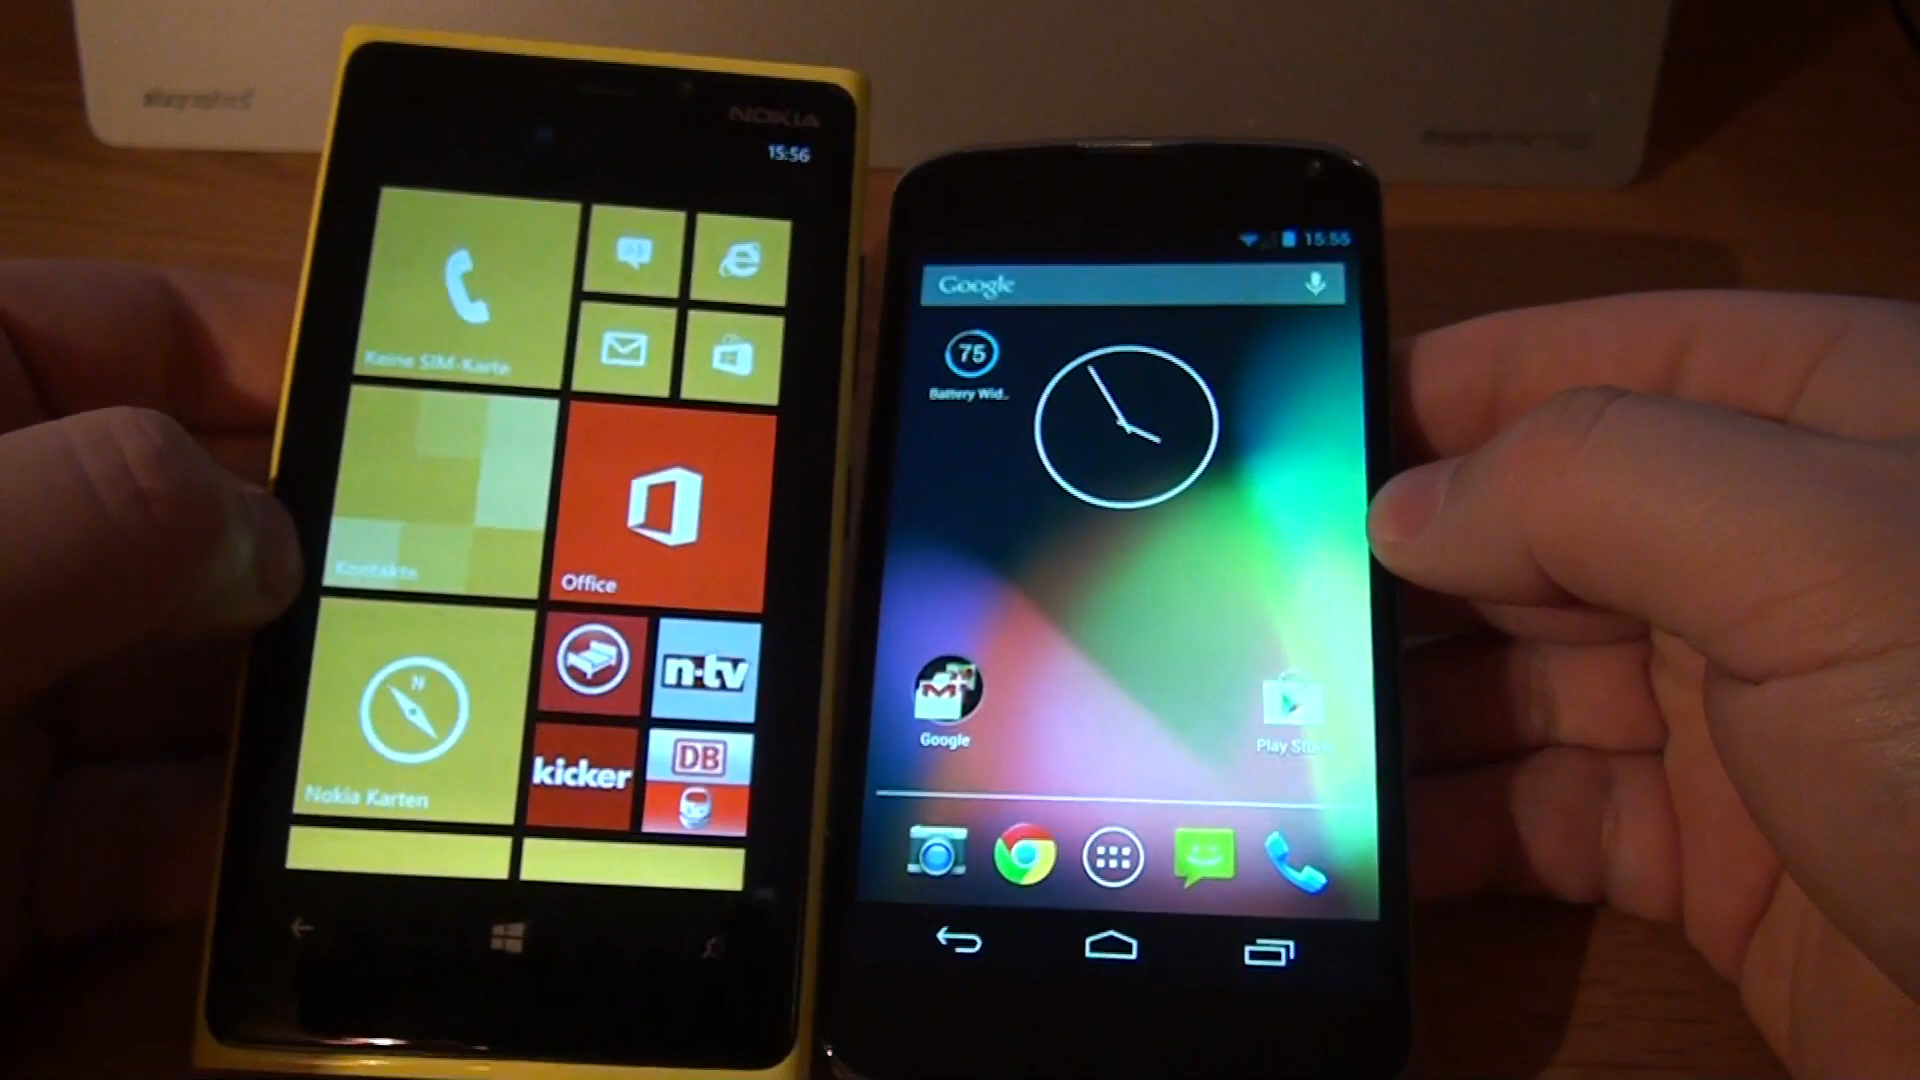 NOKIA
15:56
Keine SIM-Karte
Kontakte
Office
n-tv
N
Nokia Karten
kicker
DB
15:55
Google
75
Battery Wid..
Google
Play Store